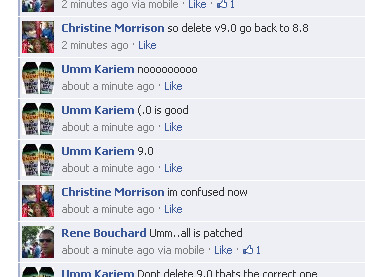 2 minutes ago via mobile · Like · 1
Christine Morrison so delete v9.0 go back to 8.8
2 minutes ago · Like
Umm Kariem nooooooooo
about a minute ago · Like
Umm Kariem (.0 is good
about a minute ago · Like
Umm Kariem 9.0
about a minute ago · Like
Christine Morrison im confused now
about a minute ago · Like
Rene Bouchard Umm..all is patched
about a minute ago via mobile · Like · 1
Umm Kariem Dont delete 9.0 thats the correct one